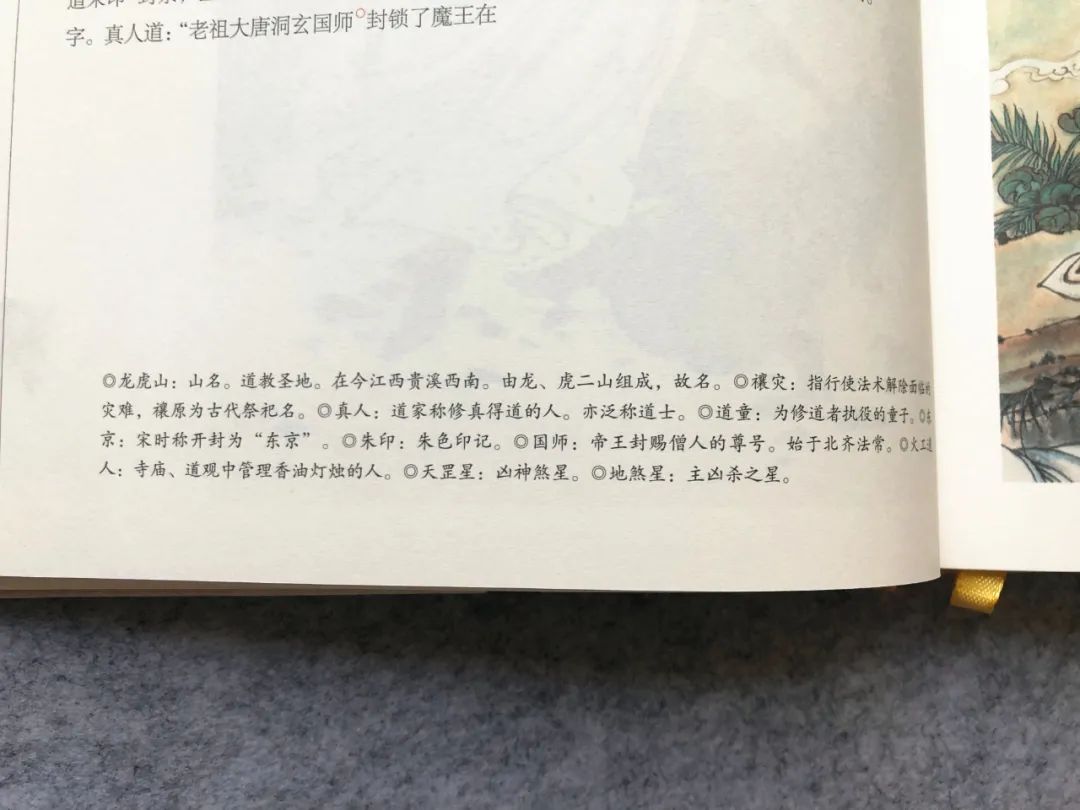 字。真人道：“老祖大唐洞玄国师○封锁了魔王在
◎龙虎山：山名。道教圣地。在今江西贵溪西南。由龙、虎二山组成，故名。◎禳灾：指行使法术解除面临的
灾难，禳原为古代祭祀名。◎真人：道家称修真得道的人。亦泛称道士。◎道童：为修道者执役的童子。◎东
京：宋时称开封为“东京”。◎朱印：朱色印记。◎国师：帝王封赐僧人的尊号。始于北齐法常。◎火工道
人：寺庙、道观中管理香油灯烛的人。◎天罡星：凶神煞星。◎地煞星：主凶杀之星。